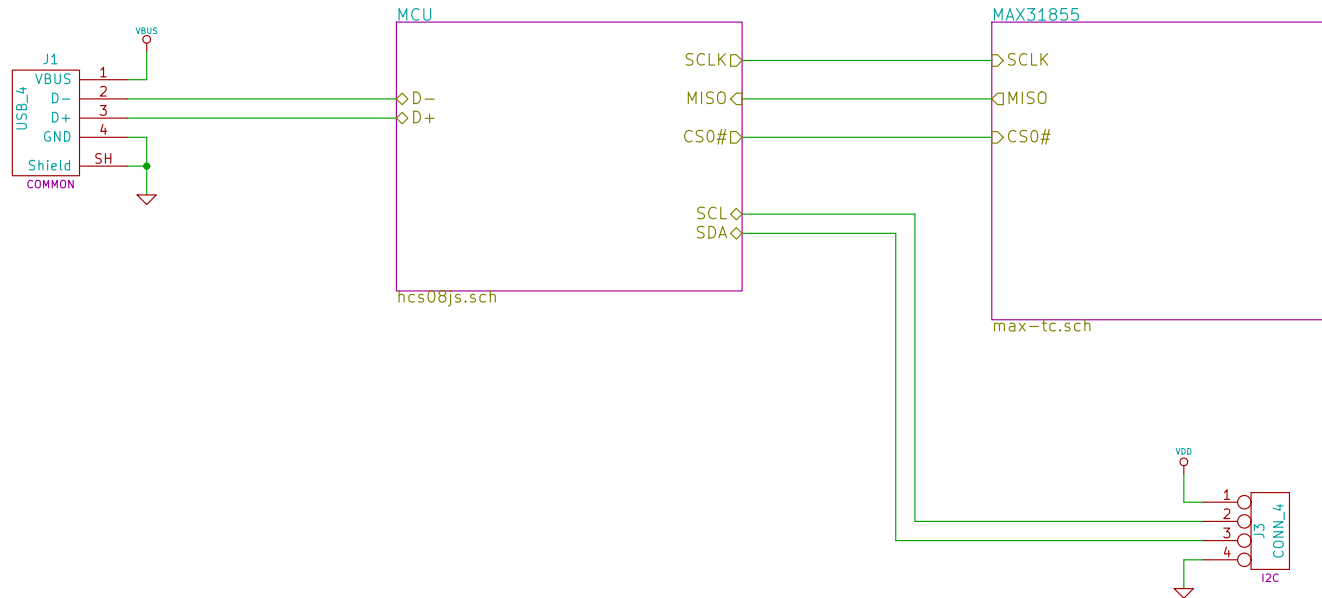 MCU
MAX31855
VBUS
J1
VBUS 1
D- 2
D+ 3
GND 4
Shield SH
USB_4
COMMON
D-
D+
SCLK
MISO
CS0#
SCL
SDA
hcs08js.sch
SCLK
MISO
CS0#
max-tc.sch
VDD
1
2
3
4
J3
CONN_4
I2C